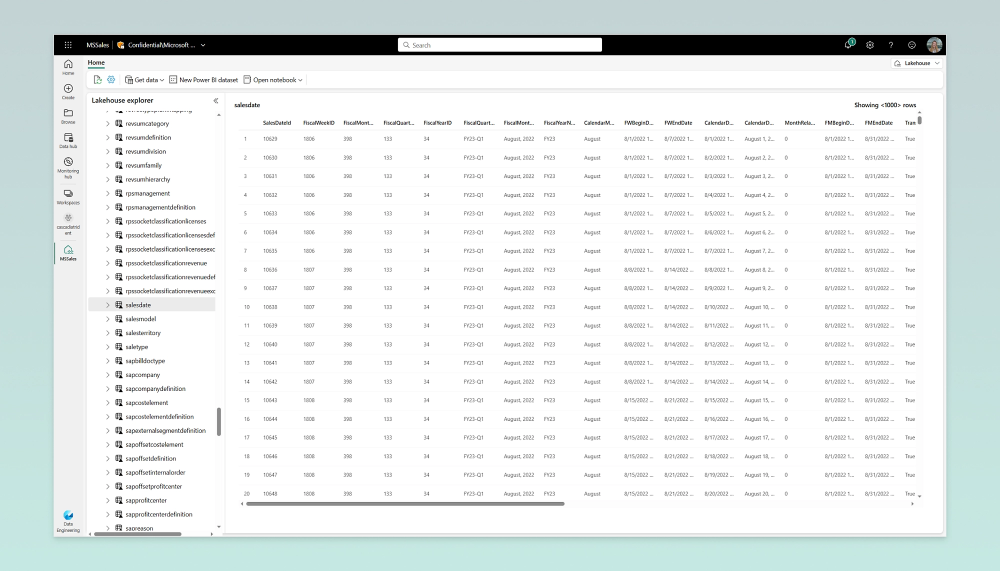 MSSales
Confidential\Microsoft ...
Search
1
?
Home
Lakehouse
Home
Create
Browse
Data hub
Monitoring
hub
Workspaces
cascadiatrid
ent
MSSales
Data
Engineering
Get data
New Power BI dataset
Open notebook
Lakehouse explorer
revsumcategory
revsumdefinition
revsumdivision
revsumfamily
revsumhierarchy
rpsmanagement
rpsmanagementdefinition
rpssocketclassificationlicenses
rpssocketclassificationlicensesdef
rpssocketclassificationlicensesexc
rpssocketclassificationrevenue
rpssocketclassificationrevenuedef
rpssocketclassificationrevenueexc
salesdate
salesmodel
salesterritory
saletype
sapbilldoctype
sapcompany
sapcompanydefinition
sapcostelement
sapcostelementdefinition
sapexternalsegmentdefinition
sapoffsetcostelement
sapoffsetdefinition
sapoffsetinternalorder
sapoffsetprofitcenter
sapprofitcenter
sapprofitcenterdefinition
sapreason
salesdate
Showing <1000> rows
SalesDateId FiscalWeekID FiscalMont... FiscalQuart... FiscalYearID FiscalQuart... FiscalMont... FiscalYearN... CalendarM... FWBeginD... FWEndDate CalendarD... CalendarD... MonthRela... FMBeginD... FMEndDate Tran
1 10629 1806 398 133 34 FY23-Q1 August, 2022 FY23 August 8/1/2022 1... 8/7/2022 1... 8/1/2022 1... August 1, 2... 0 8/1/2022 1... 8/31/2022 ... True
2 10630 1806 398 133 34 FY23-Q1 August, 2022 FY23 August 8/1/2022 1... 8/7/2022 1... 8/2/2022 1... August 2, 2... 0 8/1/2022 1... 8/31/2022 ... True
3 10631 1806 398 133 34 FY23-Q1 August, 2022 FY23 August 8/1/2022 1... 8/7/2022 1... 8/3/2022 1... August 3, 2... 0 8/1/2022 1... 8/31/2022 ... True
4 10632 1806 398 133 34 FY23-Q1 August, 2022 FY23 August 8/1/2022 1... 8/7/2022 1... 8/4/2022 1... August 4, 2... 0 8/1/2022 1... 8/31/2022 ... True
5 10633 1806 398 133 34 FY23-Q1 August, 2022 FY23 August 8/1/2022 1... 8/7/2022 1... 8/5/2022 1... August 5, 2... 0 8/1/2022 1... 8/31/2022 ... True
6 10634 1806 398 133 34 FY23-Q1 August, 2022 FY23 August 8/1/2022 1... 8/7/2022 1... 8/6/2022 1... August 6, 2... 0 8/1/2022 1... 8/31/2022 ... True
7 10635 1806 398 133 34 FY23-Q1 August, 2022 FY23 August 8/1/2022 1... 8/7/2022 1... 8/7/2022 1... August 7, 2... 0 8/1/2022 1... 8/31/2022 ... True
8 10636 1807 398 133 34 FY23-Q1 August, 2022 FY23 August 8/8/2022 1... 8/14/2022 ... 8/8/2022 1... August 8, 2... 0 8/1/2022 1... 8/31/2022 ... True
9 10637 1807 398 133 34 FY23-Q1 August, 2022 FY23 August 8/8/2022 1... 8/14/2022 ... 8/9/2022 1... August 9, 2... 0 8/1/2022 1... 8/31/2022 ... True
10 10638 1807 398 133 34 FY23-Q1 August, 2022 FY23 August 8/8/2022 1... 8/14/2022 ... 8/10/2022 ... August 10, ... 0 8/1/2022 1... 8/31/2022 ... True
11 10639 1807 398 133 34 FY23-Q1 August, 2022 FY23 August 8/8/2022 1... 8/14/2022 ... 8/11/2022 ... August 11, ... 0 8/1/2022 1... 8/31/2022 ... True
12 10640 1807 398 133 34 FY23-Q1 August, 2022 FY23 August 8/8/2022 1... 8/14/2022 ... 8/12/2022 ... August 12, ... 0 8/1/2022 1... 8/31/2022 ... True
13 10641 1807 398 133 34 FY23-Q1 August, 2022 FY23 August 8/8/2022 1... 8/14/2022 ... 8/13/2022 ... August 13, ... 0 8/1/2022 1... 8/31/2022 ... True
14 10642 1807 398 133 34 FY23-Q1 August, 2022 FY23 August 8/8/2022 1... 8/14/2022 ... 8/14/2022 ... August 14, ... 0 8/1/2022 1... 8/31/2022 ... True
15 10643 1808 398 133 34 FY23-Q1 August, 2022 FY23 August 8/15/2022 ... 8/21/2022 ... 8/15/2022 ... August 15, ... 0 8/1/2022 1... 8/31/2022 ... True
16 10644 1808 398 133 34 FY23-Q1 August, 2022 FY23 August 8/15/2022 ... 8/21/2022 ... 8/16/2022 ... August 16, ... 0 8/1/2022 1... 8/31/2022 ... True
17 10645 1808 398 133 34 FY23-Q1 August, 2022 FY23 August 8/15/2022 ... 8/21/2022 ... 8/17/2022 ... August 17, ... 0 8/1/2022 1... 8/31/2022 ... True
18 10646 1808 398 133 34 FY23-Q1 August, 2022 FY23 August 8/15/2022 ... 8/21/2022 ... 8/18/2022 ... August 18, ... 0 8/1/2022 1... 8/31/2022 ... True
19 10647 1808 398 133 34 FY23-Q1 August, 2022 FY23 August 8/15/2022 ... 8/21/2022 ... 8/19/2022 ... August 19, ... 0 8/1/2022 1... 8/31/2022 ... True
20 10648 1808 398 133 34 FY23-Q1 August, 2022 FY23 August 8/15/2022 ... 8/21/2022 ... 8/20/2022 ... August 20, ... 0 8/1/2022 1... 8/31/2022 ... True